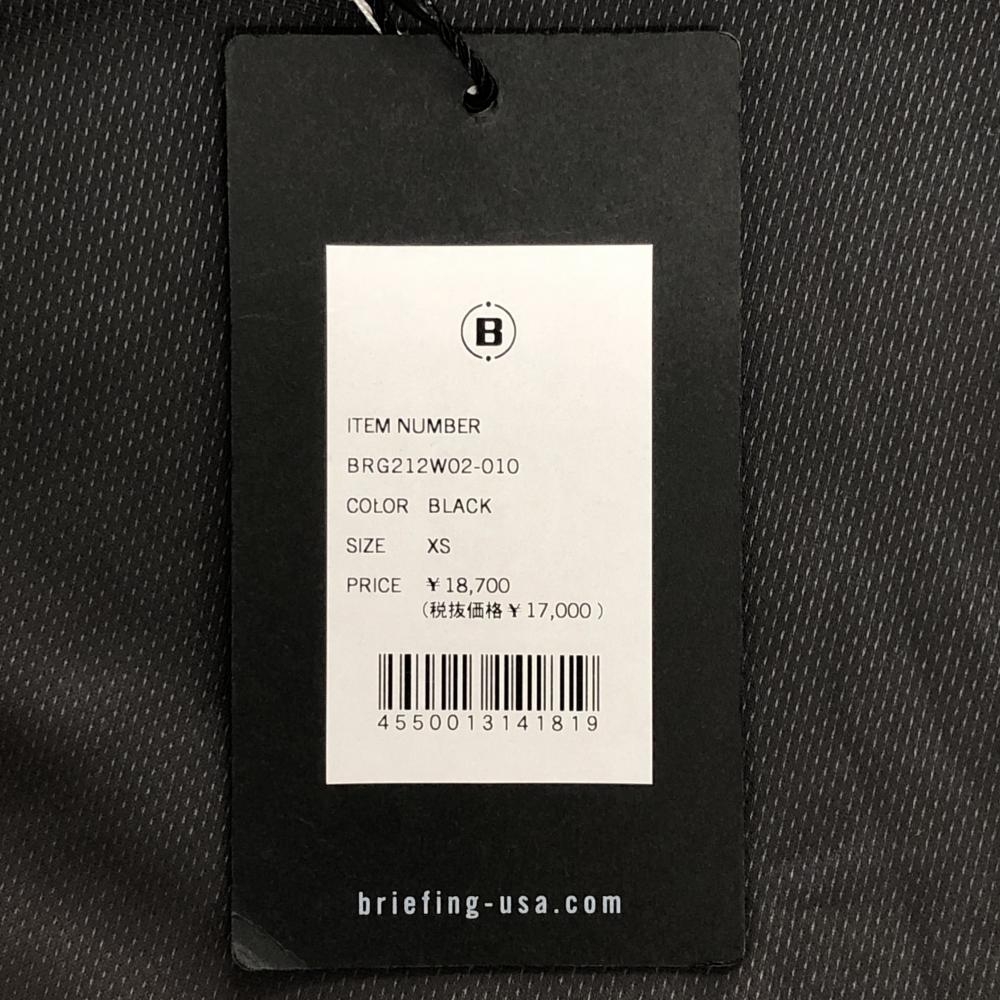 B
ITEM NUMBER
BRG212W02-010
COLOR BLACK
SIZE XS
PRICE ¥18,700
(税抜価格¥17,000)
4550013141819
briefing-usa.com